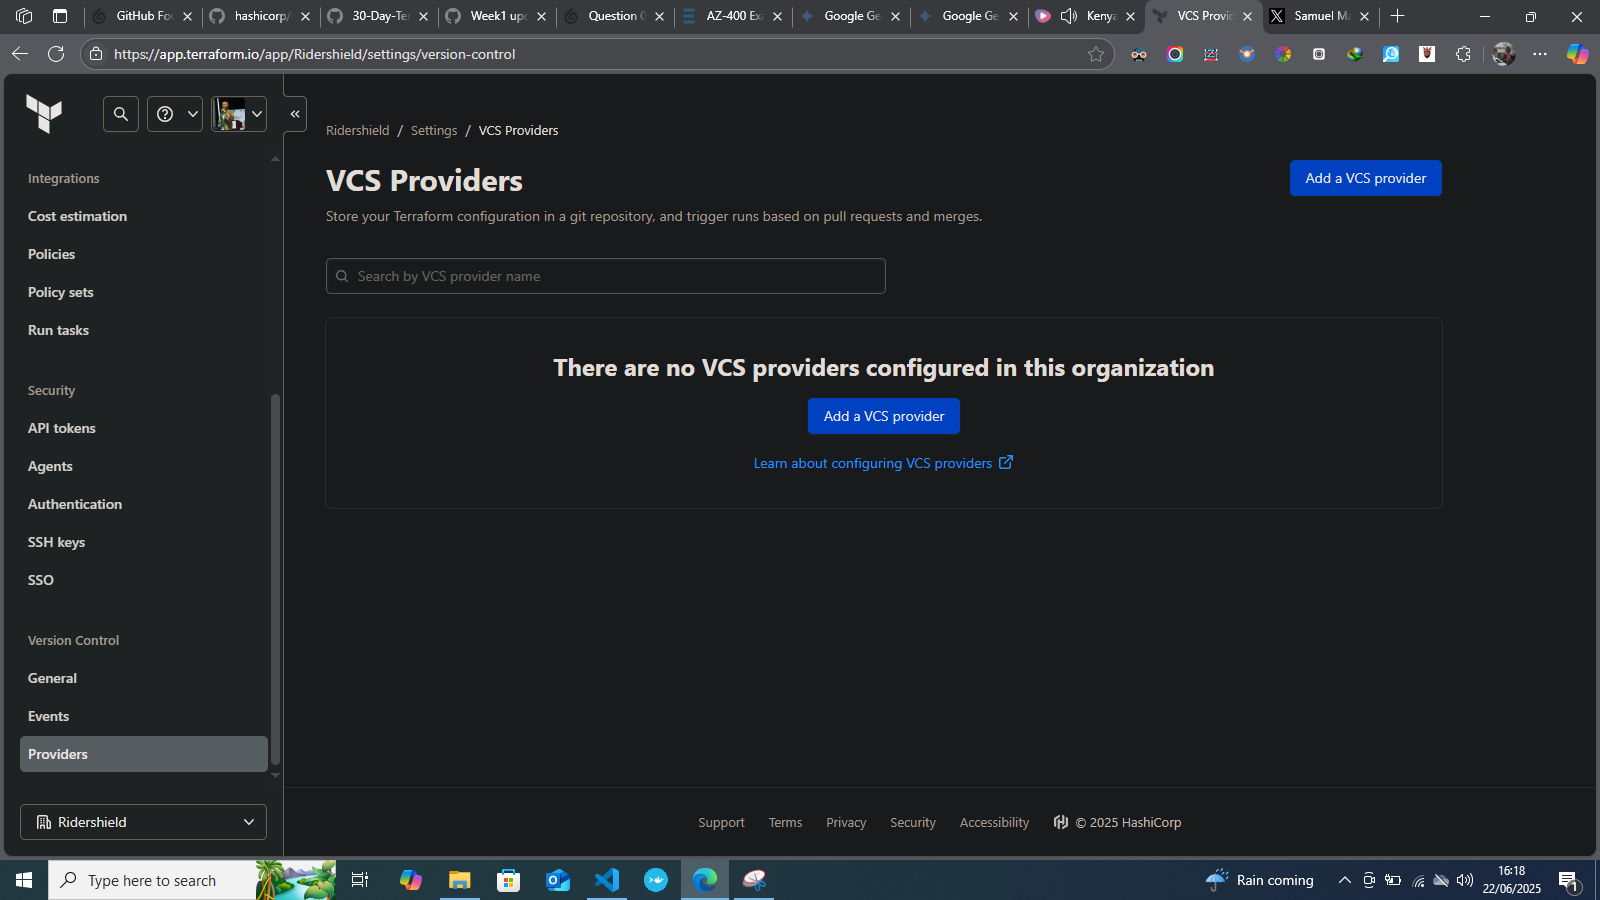 GitHub Fo
hashicorp/
30-Day-Te
Week1 up
Question
AZ-400 Ex
Google Ge
Google Ge
Kenya
VCS Provid
Samuel Ma
https://app.terraform.io/app/Ridershield/settings/version-control
Integrations
Cost estimation
Policies
Policy sets
Run tasks
Security
API tokens
Agents
Authentication
SSH keys
SSO
Version Control
General
Events
Providers
Ridershield
Ridershield / Settings / VCS Providers
VCS Providers
Add a VCS provider
Store your Terraform configuration in a git repository, and trigger runs based on pull requests and merges.
Search by VCS provider name
There are no VCS providers configured in this organization
Add a VCS provider
Learn about configuring VCS providers
Support Terms Privacy Security Accessibility © 2025 HashiCorp
Type here to search
Rain coming
16:18
22/06/2025
1